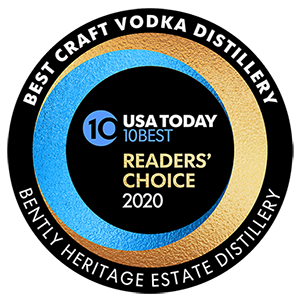 BEST CRAFT VODKA DISTILLERY
10
USA TODAY
10BEST
READERS'
CHOICE
2020
BENTLY HERITAGE ESTATE DISTILLERY